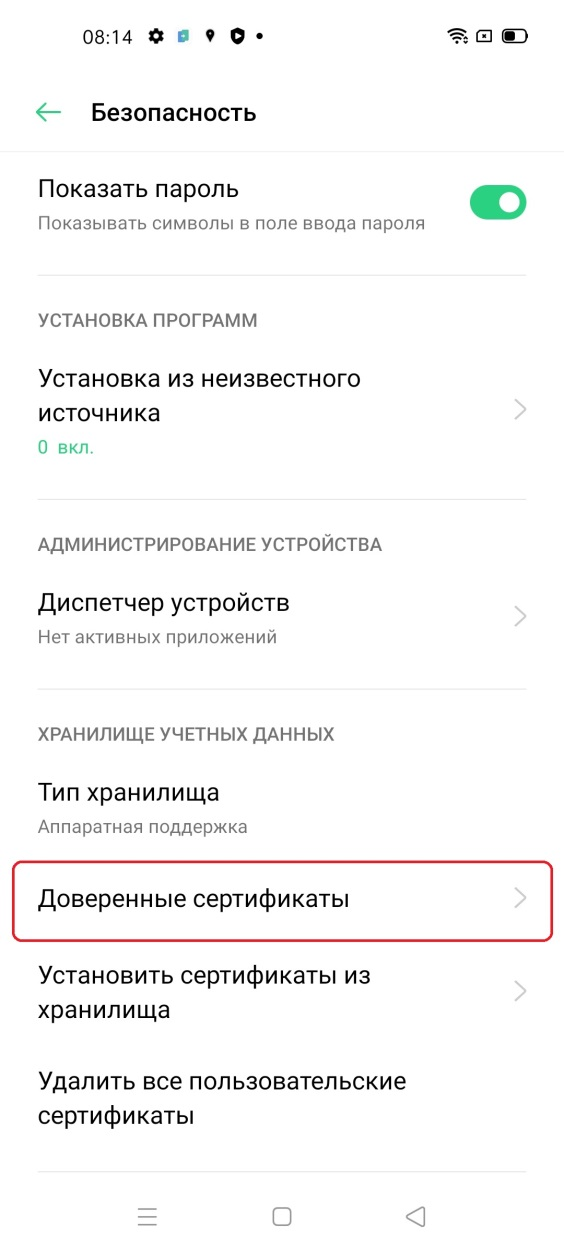 08:14
Безопасность
Показать пароль
Показывать символы в поле ввода пароля
УСТАНОВКА ПРОГРАММ
Установка из неизвестного
источника
0 вкл.
АДМИНИСТРИРОВАНИЕ УСТРОЙСТВА
Диспетчер устройств
Нет активных приложений
ХРАНИЛИЩЕ УЧЕТНЫХ ДАННЫХ
Тип хранилища
Аппаратная поддержка
Доверенные сертификаты
Установить сертификаты из
хранилища
Удалить все пользовательские
сертификаты